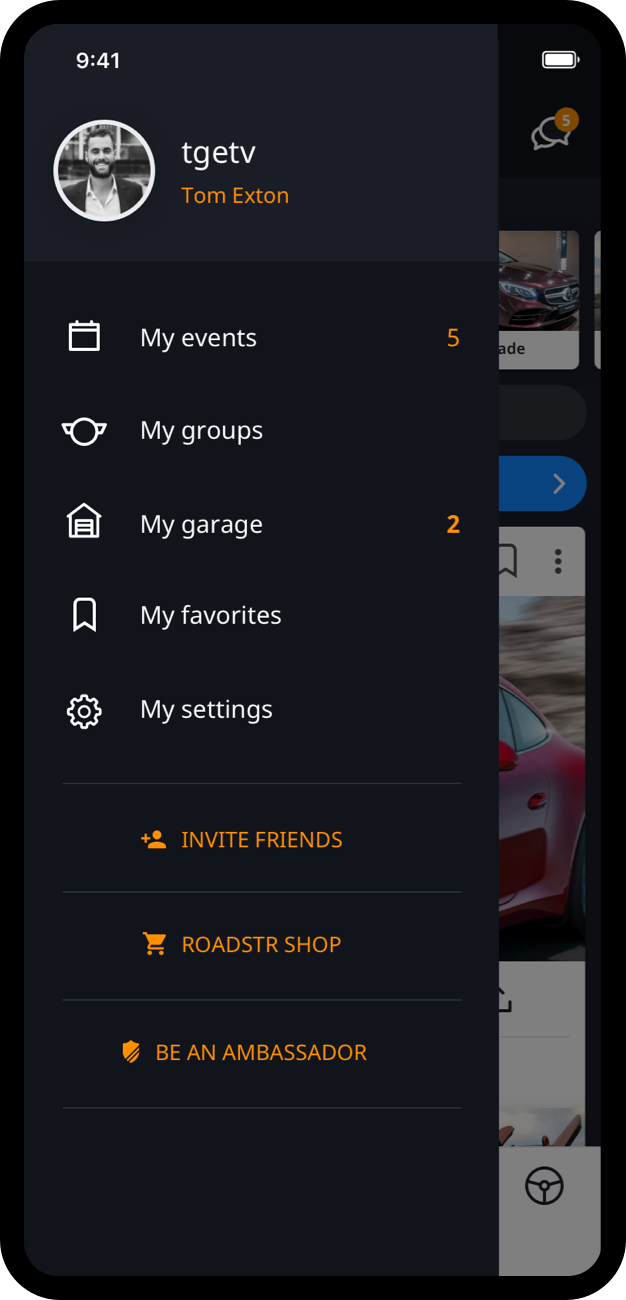 9:41
5
tgetv
Tom Exton
My events 5
ade
My groups
My garage 2
My favorites
My settings
INVITE FRIENDS
ROADSTR SHOP
BE AN AMBASSADOR